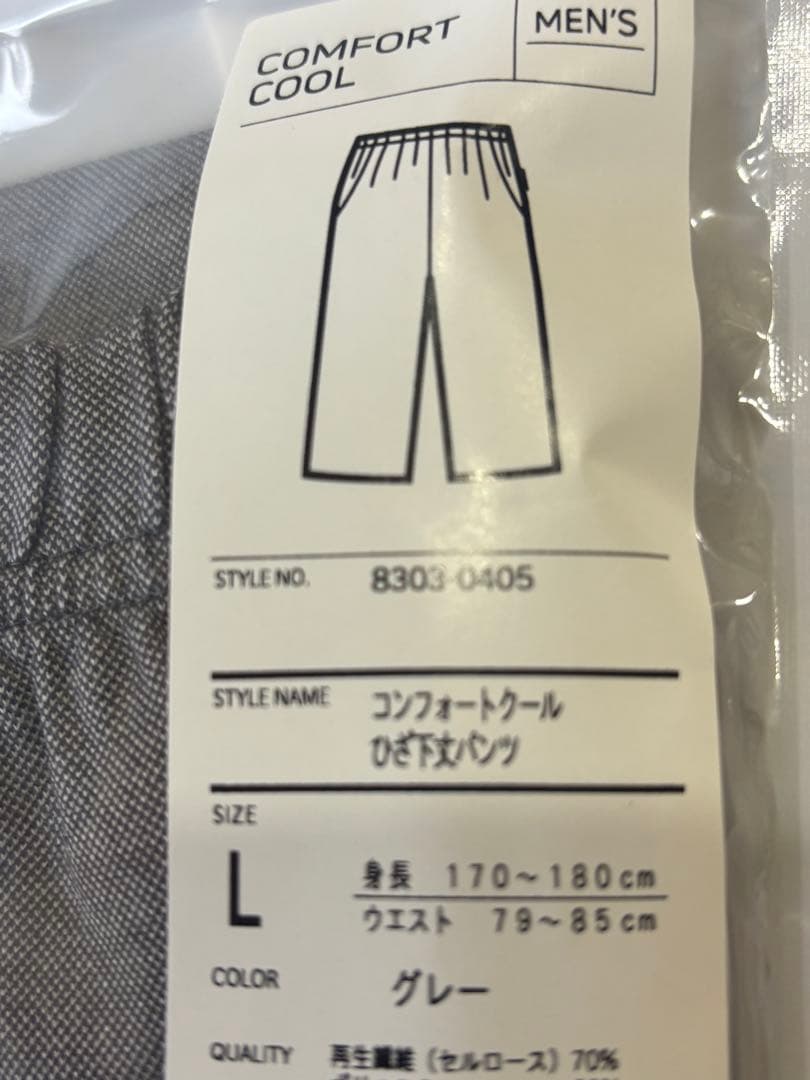 COMFORT
COOL
MEN'S
STYLE NO. 8303-0405
STYLE NAME コンフォートクール
ひざ下丈パンツ
SIZE
L 身長 170～180cm
ウエスト 79～85cm
COLOR グレー
QUALITY 再生繊維（セルロース）70%